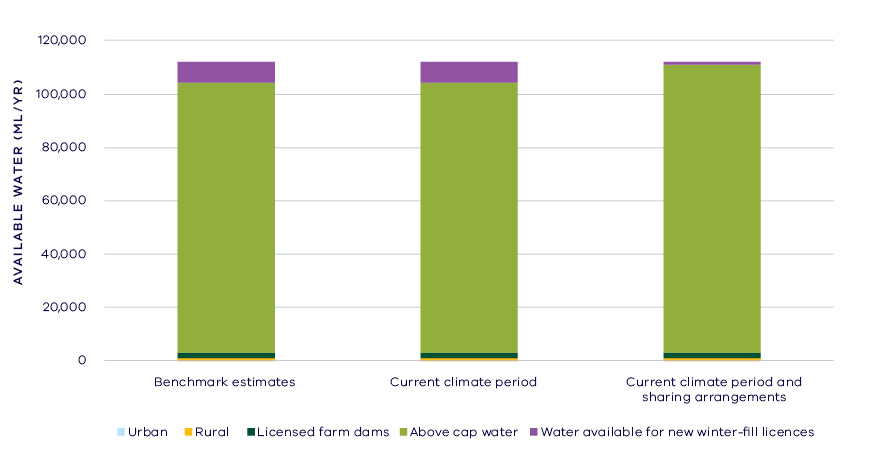 120,000
100,000
80,000
60,000
40,000
20,000
0
AVAILABLE WATER (ML/YR)
Benchmark estimates
Current climate period
Current climate period and
sharing arrangements
Urban
Rural
Licensed farm dams
Above cap water
Water available for new winter-fill licences